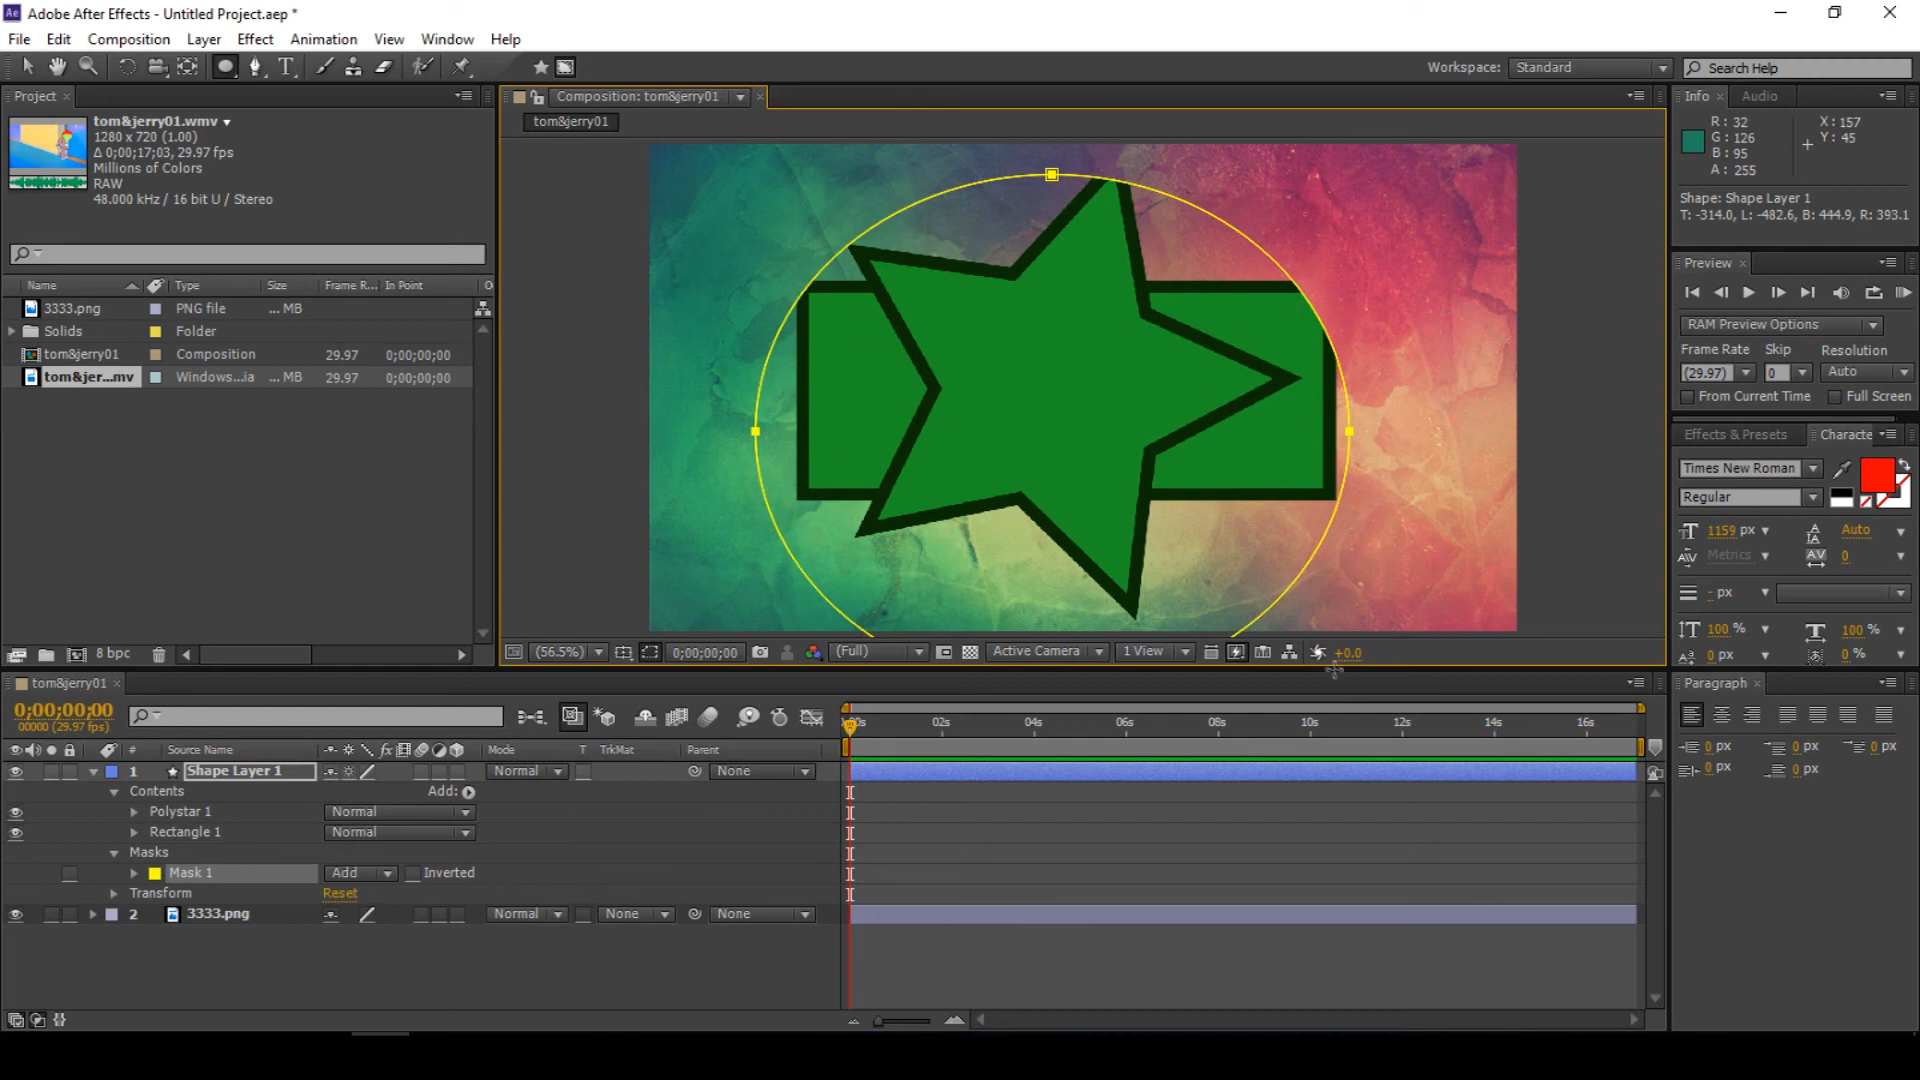 Adobe After Effects - Untitled Project.aep *
File Edit Composition Layer Effect Animation View Window Help
Workspace: Standard Search Help
Project
tom&jerry01.wmv
1280 x 720 (1.00)
Δ 0;00;17;03, 29.97 fps
Millions of Colors
RAW
48.000 kHz / 16 bit U / Stereo
Name Type Size Frame R... In Point O
3333.png PNG file ... MB
Solids Folder
tom&jerry01 Composition 29.97 0;00;00;00
tom&jer...mv Windows...ia ... MB 29.97 0;00;00;00
8 bpc
Composition: tom&jerry01
tom&jerry01
(56.5%) 0;00;00;00 (Full) Active Camera 1 View +0.0
Info Audio
R: 32
G: 126
B: 95
A: 255
X: 157
Y: 45
Shape: Shape Layer 1
T: -314.0, L: -482.6, B: 444.9, R: 393.1
Preview
RAM Preview Options
Frame Rate Skip Resolution
(29.97) 0 Auto
From Current Time Full Screen
Effects & Presets Characte
Times New Roman
Regular
1159 px Auto
Metrics 0
- px
100 % 100 %
0 px 0 %
Paragraph
0 px 0 px 0 px
0 px 0 px
tom&jerry01
0;00;00;00
00000 (29.97 fps)
# Source Name fx Mode T TrkMat Parent
1 Shape Layer 1 Normal None
Contents Add:
Polystar 1 Normal
Rectangle 1 Normal
Masks
Mask 1 Add Inverted
Transform Reset
2 3333.png Normal None None
:00s 02s 04s 06s 08s 10s 12s 14s 16s